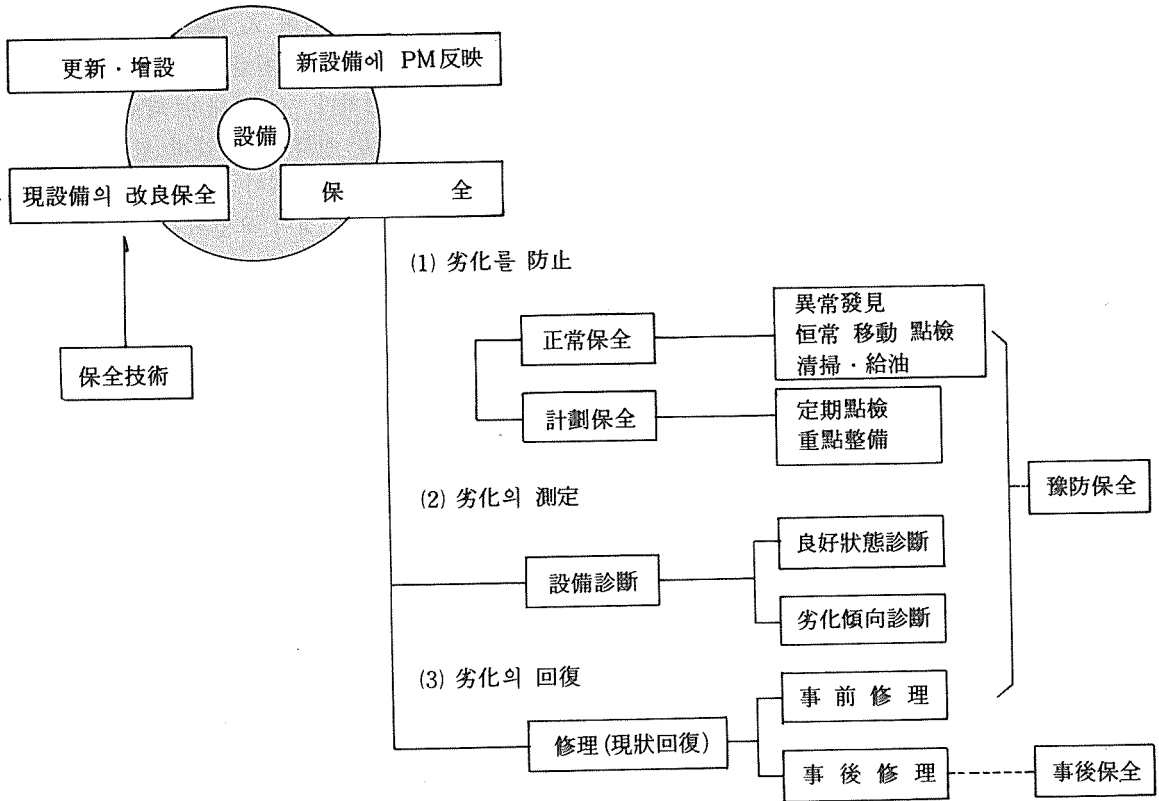 更新 · 增設
新設備에 PM反映
設備
現設備의 改良保全
保 全
保全技術
(1) 劣化를 防止
正常保全
異常發見
恒常 移動 點檢
清掃 · 給油
計劃保全
定期點檢
重點整備
豫防保全
(2) 劣化의 測定
設備診斷
良好狀態診斷
劣化傾向診斷
(3) 劣化의 回復
修理(現狀回復)
事 前 修 理
事 後 修 理
事後保全